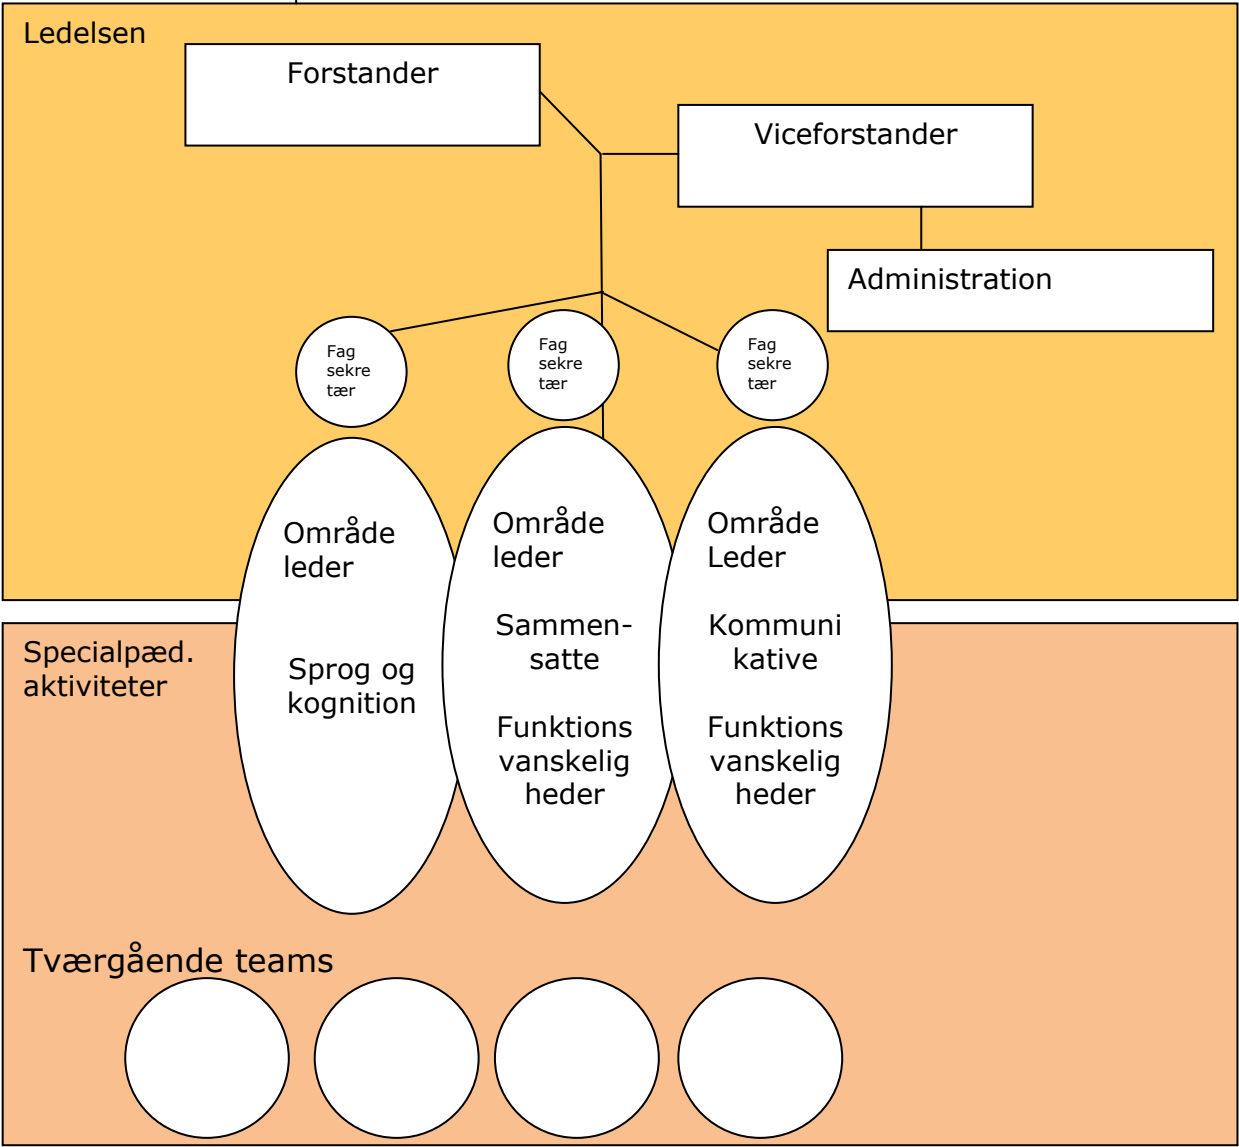 Ledelsen
Forstander
Viceforstander
Administration
Fag
sekre
tær
Fag
sekre
tær
Fag
sekre
tær
Område
leder
Sprog og
kognition
Område
leder
Sammen-
satte
Funktions
vanskelig
heder
Område
Leder
Kommuni
kative
Funktions
vanskelig
heder
Specialpæd.
aktiviteter
Tværgående teams